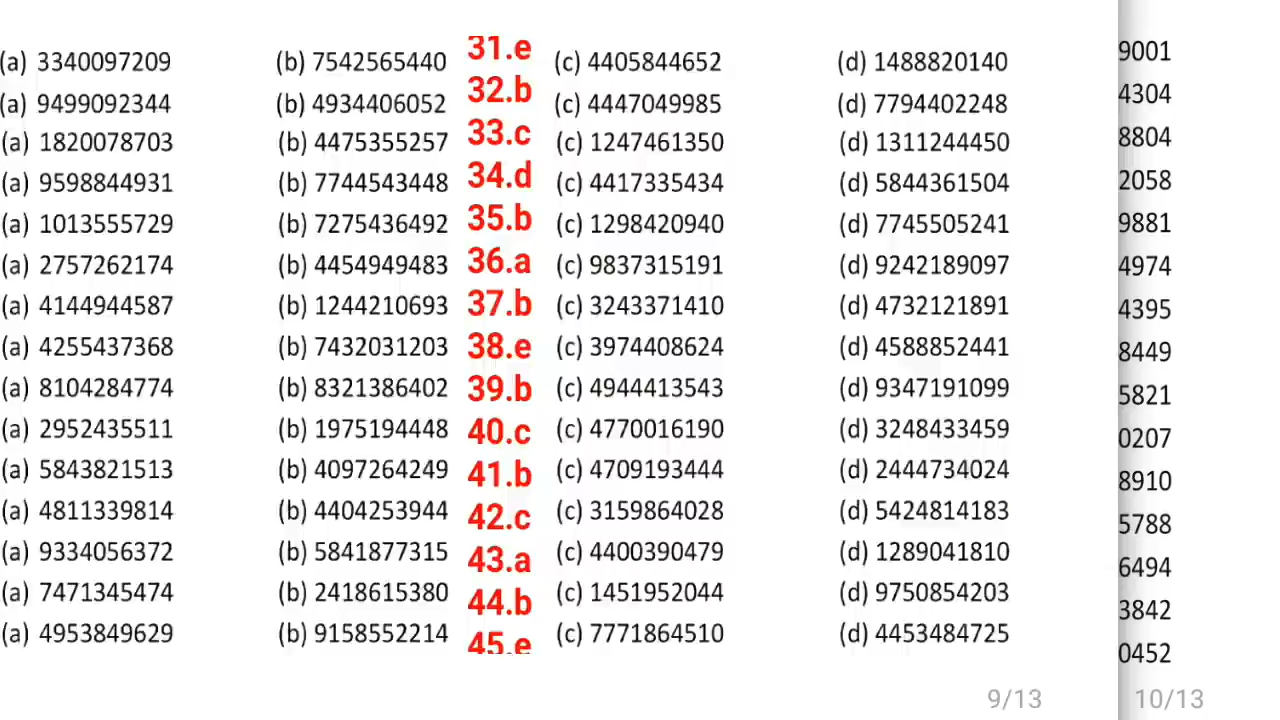 (a) 3340097209 (b) 7542565440 31.e (c) 4405844652 (d) 1488820140 9001
(a) 9499092344 (b) 4934406052 32.b (c) 4447049985 (d) 7794402248 4304
(a) 1820078703 (b) 4475355257 33.c (c) 1247461350 (d) 1311244450 8804
(a) 9598844931 (b) 7744543448 34.d (c) 4417335434 (d) 5844361504 2058
(a) 1013555729 (b) 7275436492 35.b (c) 1298420940 (d) 7745505241 9881
(a) 2757262174 (b) 4454949483 36.a (c) 9837315191 (d) 9242189097 4974
(a) 4144944587 (b) 1244210693 37.b (c) 3243371410 (d) 4732121891 4395
(a) 4255437368 (b) 7432031203 38.e (c) 3974408624 (d) 4588852441 8449
(a) 8104284774 (b) 8321386402 39.b (c) 4944413543 (d) 9347191099 5821
(a) 2952435511 (b) 1975194448 40.c (c) 4770016190 (d) 3248433459 0207
(a) 5843821513 (b) 4097264249 41.b (c) 4709193444 (d) 2444734024 8910
(a) 4811339814 (b) 4404253944 42.c (c) 3159864028 (d) 5424814183 5788
(a) 9334056372 (b) 5841877315 43.a (c) 4400390479 (d) 1289041810 6494
(a) 7471345474 (b) 2418615380 44.b (c) 1451952044 (d) 9750854203 3842
(a) 4953849629 (b) 9158552214 45.e (c) 7771864510 (d) 4453484725 0452
9/13 10/13